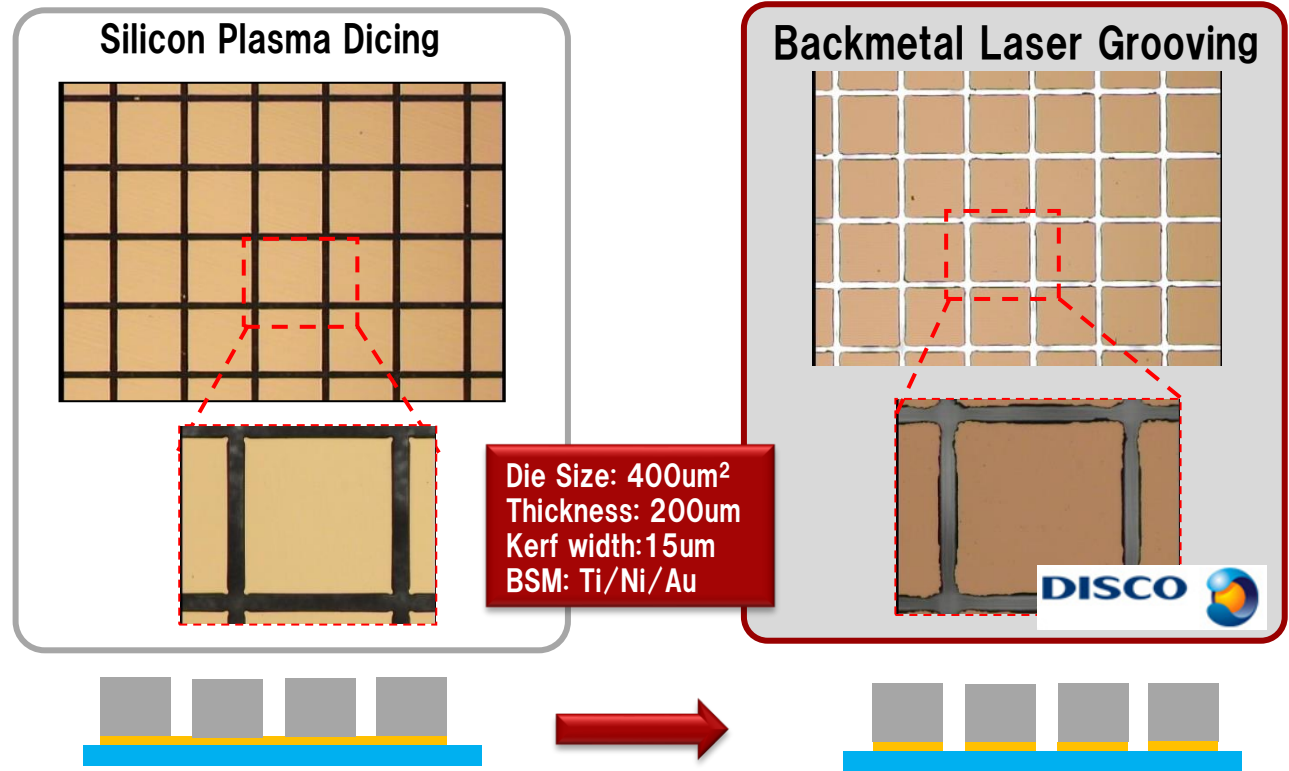 Silicon Plasma Dicing
Backmetal Laser Grooving
Die Size: 400um²
Thickness: 200um
Kerf width:15um
BSM: Ti/Ni/Au
DISCO